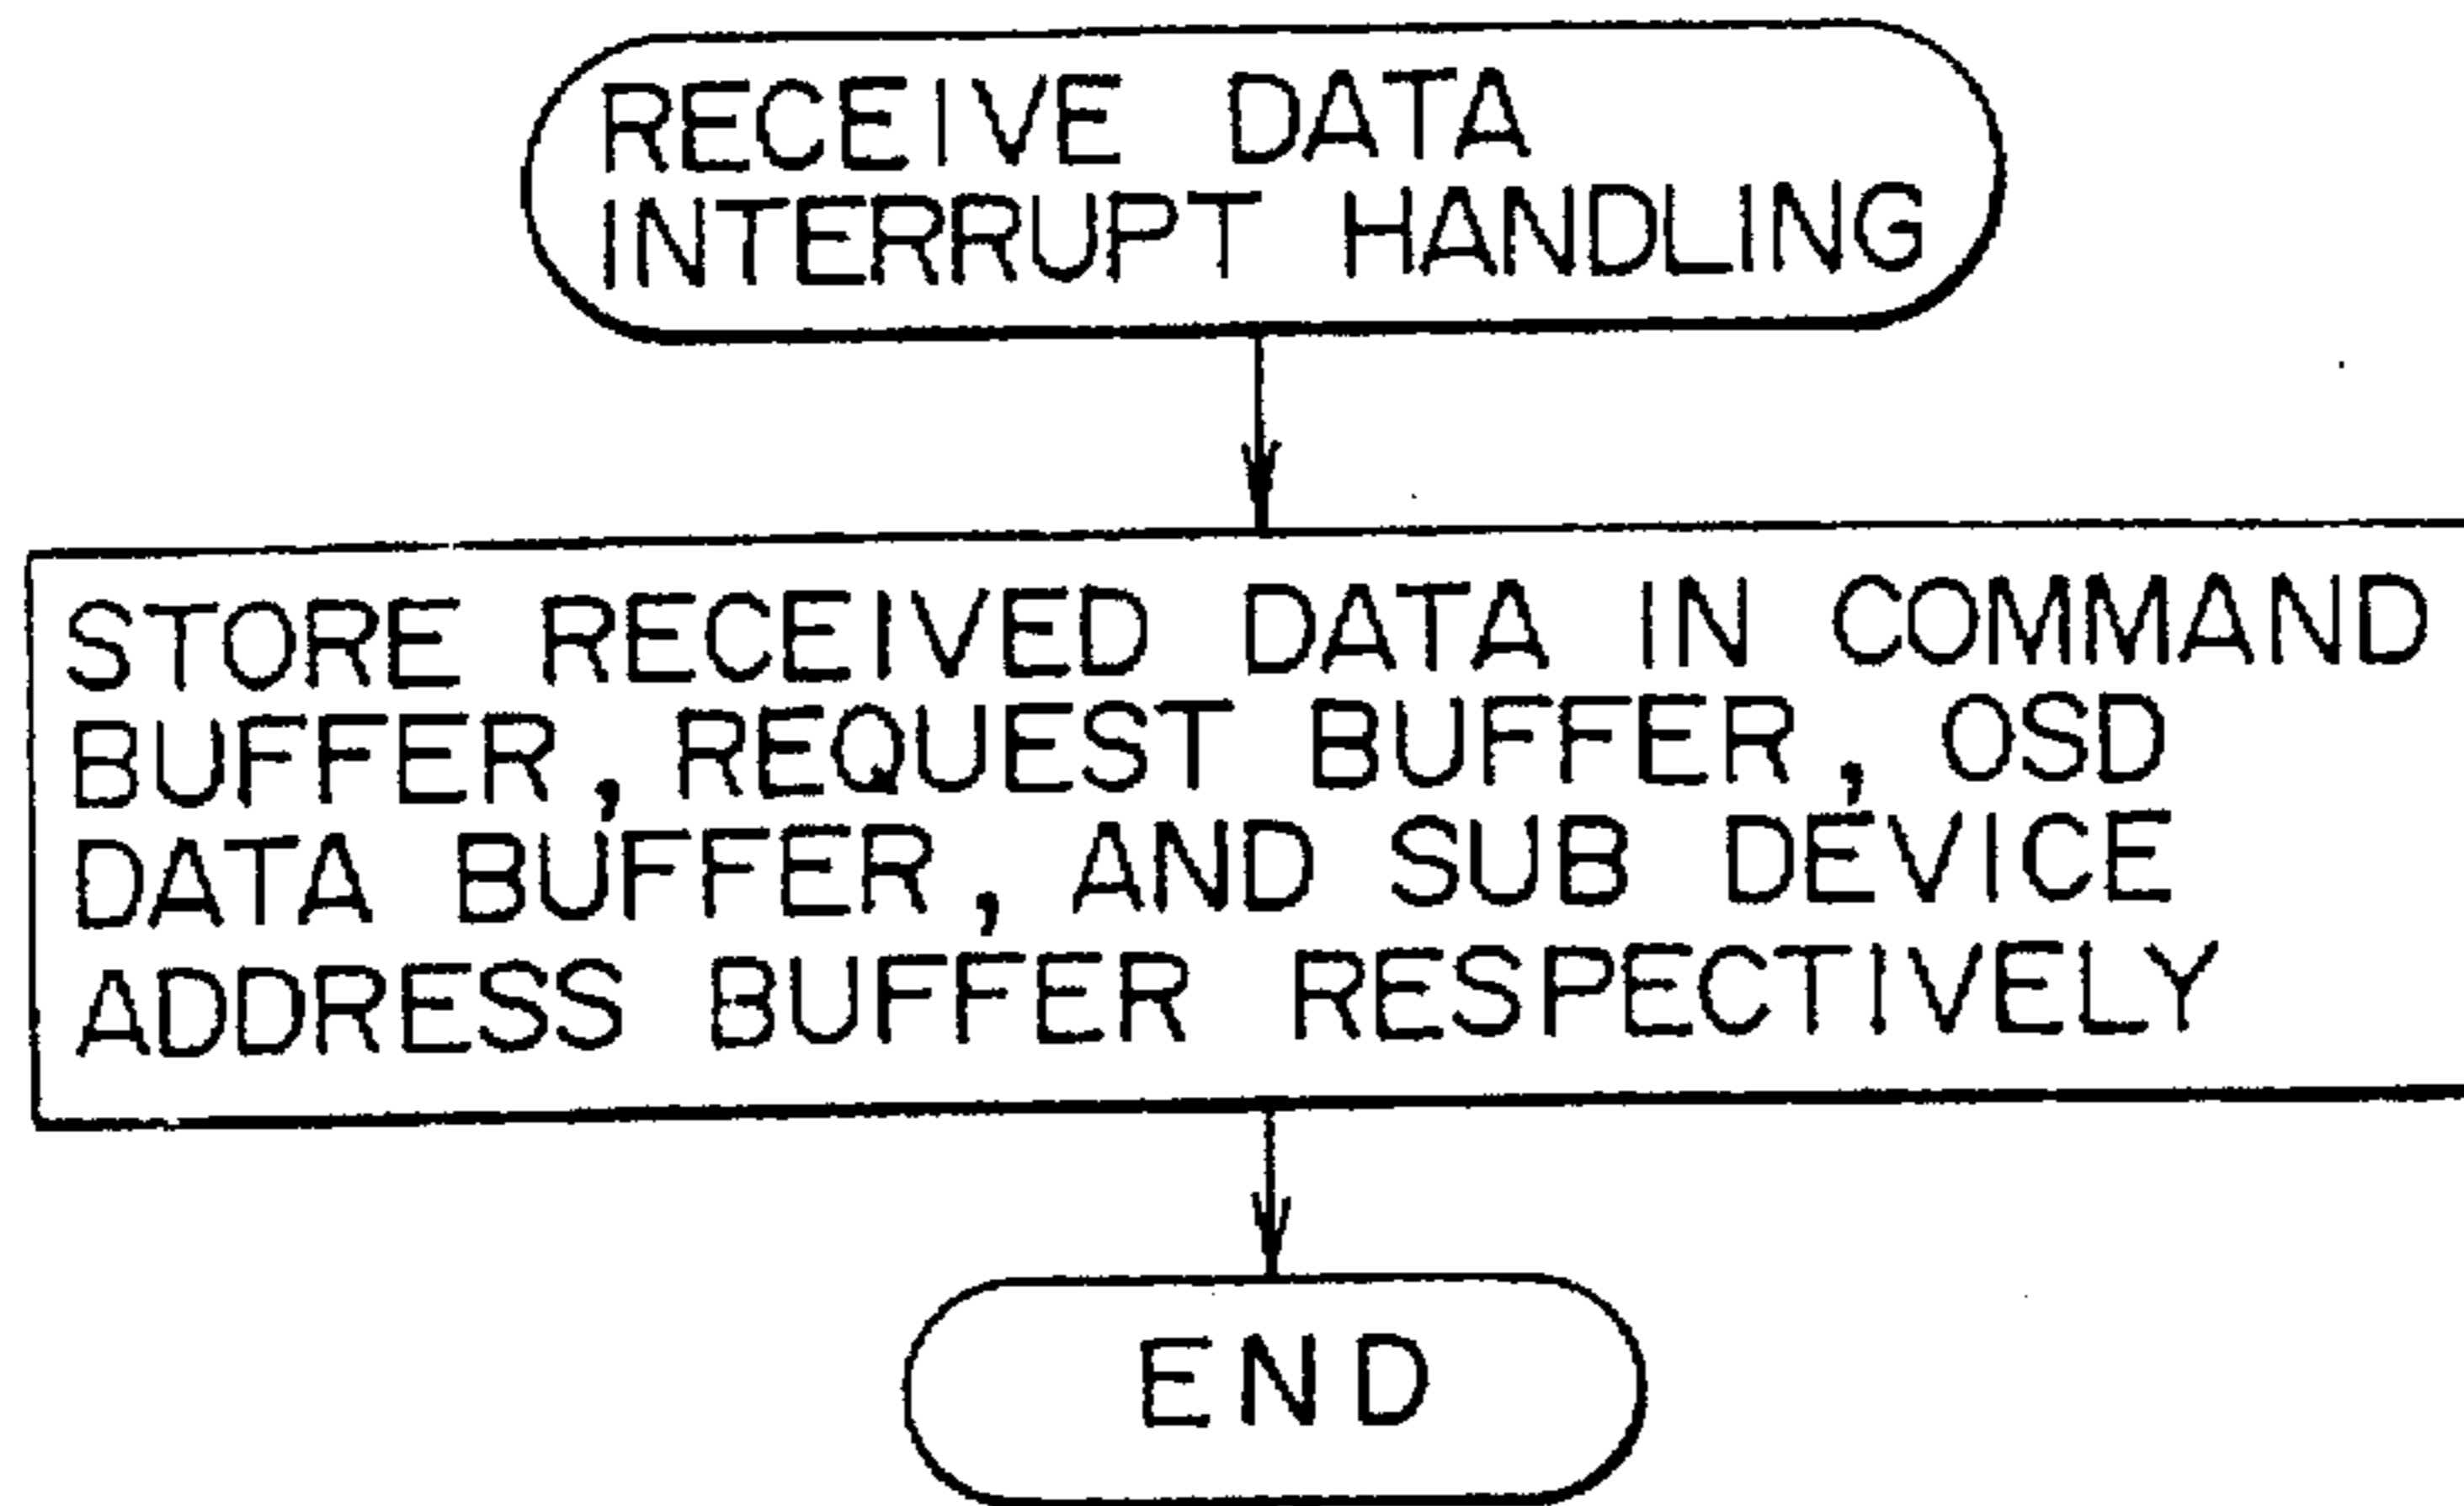 RECEIVE DATA
INTERRUPT HANDLING
STORE RECEIVED DATA IN COMMAND
BUFFER, REQUEST BUFFER, OSD
DATA BUFFER, AND SUB DEVICE
ADDRESS BUFFER RESPECTIVELY
END